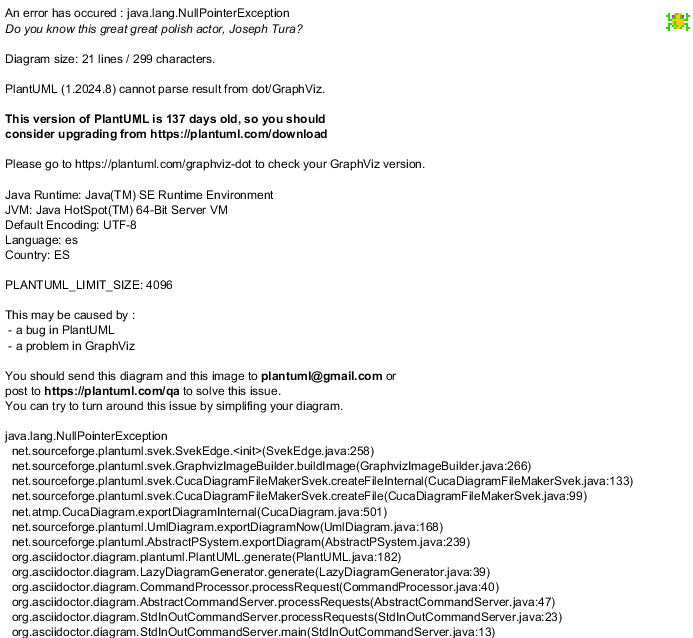 An error has occured : java.lang.NullPointerException
Do you know this great great polish actor, Joseph Tura?
Diagram size: 21 lines / 299 characters.
PlantUML (1.2024.8) cannot parse result from dot/GraphViz.
This version of PlantUML is 137 days old, so you should
consider upgrading from https://plantuml.com/download
Please go to https://plantuml.com/graphviz-dot to check your GraphViz version.
Java Runtime: Java(TM) SE Runtime Environment
JVM: Java HotSpot(TM) 64-Bit Server VM
Default Encoding: UTF-8
Language: es
Country: ES
PLANTUML_LIMIT_SIZE: 4096
This may be caused by :
- a bug in PlantUML
- a problem in GraphViz
You should send this diagram and this image to plantuml@gmail.com or
post to https://plantuml.com/qa to solve this issue.
You can try to turn around this issue by simplifing your diagram.
java.lang.NullPointerException
net.sourceforge.plantuml.svek.SvekEdge.<init>(SvekEdge.java:258)
net.sourceforge.plantuml.svek.GraphvizImageBuilder.buildImage(GraphvizImageBuilder.java:266)
net.sourceforge.plantuml.svek.CucaDiagramFileMakerSvek.createFileInternal(CucaDiagramFileMakerSvek.java:133)
net.sourceforge.plantuml.svek.CucaDiagramFileMakerSvek.createFile(CucaDiagramFileMakerSvek.java:99)
net.atmp.CucaDiagram.exportDiagramInternal(CucaDiagram.java:501)
net.sourceforge.plantuml.UmlDiagram.exportDiagramNow(UmlDiagram.java:168)
net.sourceforge.plantuml.AbstractPSystem.exportDiagram(AbstractPSystem.java:239)
org.asciidoctor.diagram.plantuml.PlantUML.generate(PlantUML.java:182)
org.asciidoctor.diagram.LazyDiagramGenerator.generate(LazyDiagramGenerator.java:39)
org.asciidoctor.diagram.CommandProcessor.processRequest(CommandProcessor.java:40)
org.asciidoctor.diagram.AbstractCommandServer.processRequests(AbstractCommandServer.java:47)
org.asciidoctor.diagram.StdInOutCommandServer.processRequests(StdInOutCommandServer.java:23)
org.asciidoctor.diagram.StdInOutCommandServer.main(StdInOutCommandServer.java:13)